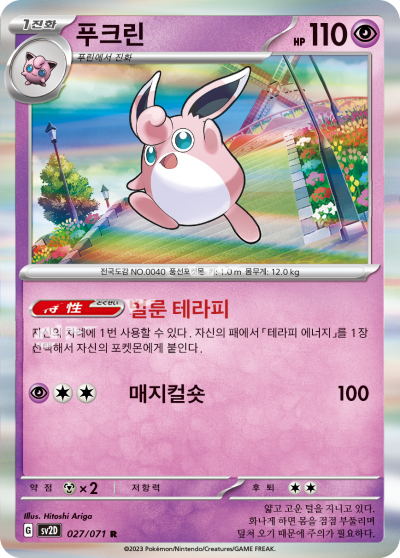 1진화 푸크린 HP 110
푸린에서 진화
전국도감 NO.0040 풍선포켓몬 키: 1.0 m 몸무게: 12.0 kg
특성 벌룬 테라피
자신의 차례에 1번 사용할 수 있다. 자신의 패에서 「테라피 에너지」를 1장
선택해서 자신의 포켓몬에게 붙인다.
매지컬숏 100
약점 ×2 저항력 후퇴
Illus. Hitoshi Ariga
얇고 고운 털을 지니고 있다.
G SV2D 027/071 R
화나게 하면 몸을 점점 부풀리며
덮쳐 오기 때문에 주의가 필요하다.
©2023 Pokémon/Nintendo/Creatures/GAME FREAK.